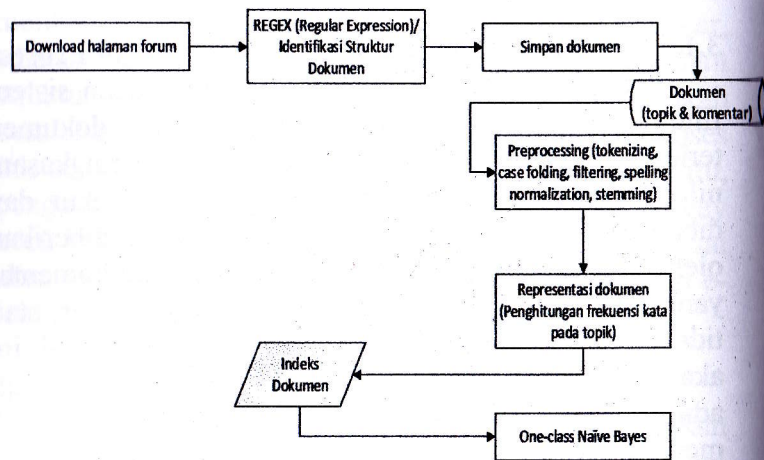 Download halaman forum
REGEX (Regular Expression)/
Identifikasi Struktur
Dokumen
Simpan dokumen
Dokumen
(topik & komentar)
Preprocessing (tokenizing,
case folding, filtering, spelling
normalization, stemming)
Representasi dokumen
(Penghitungan frekuensi kata
pada topik)
Indeks
Dokumen
One-class Naïve Bayes